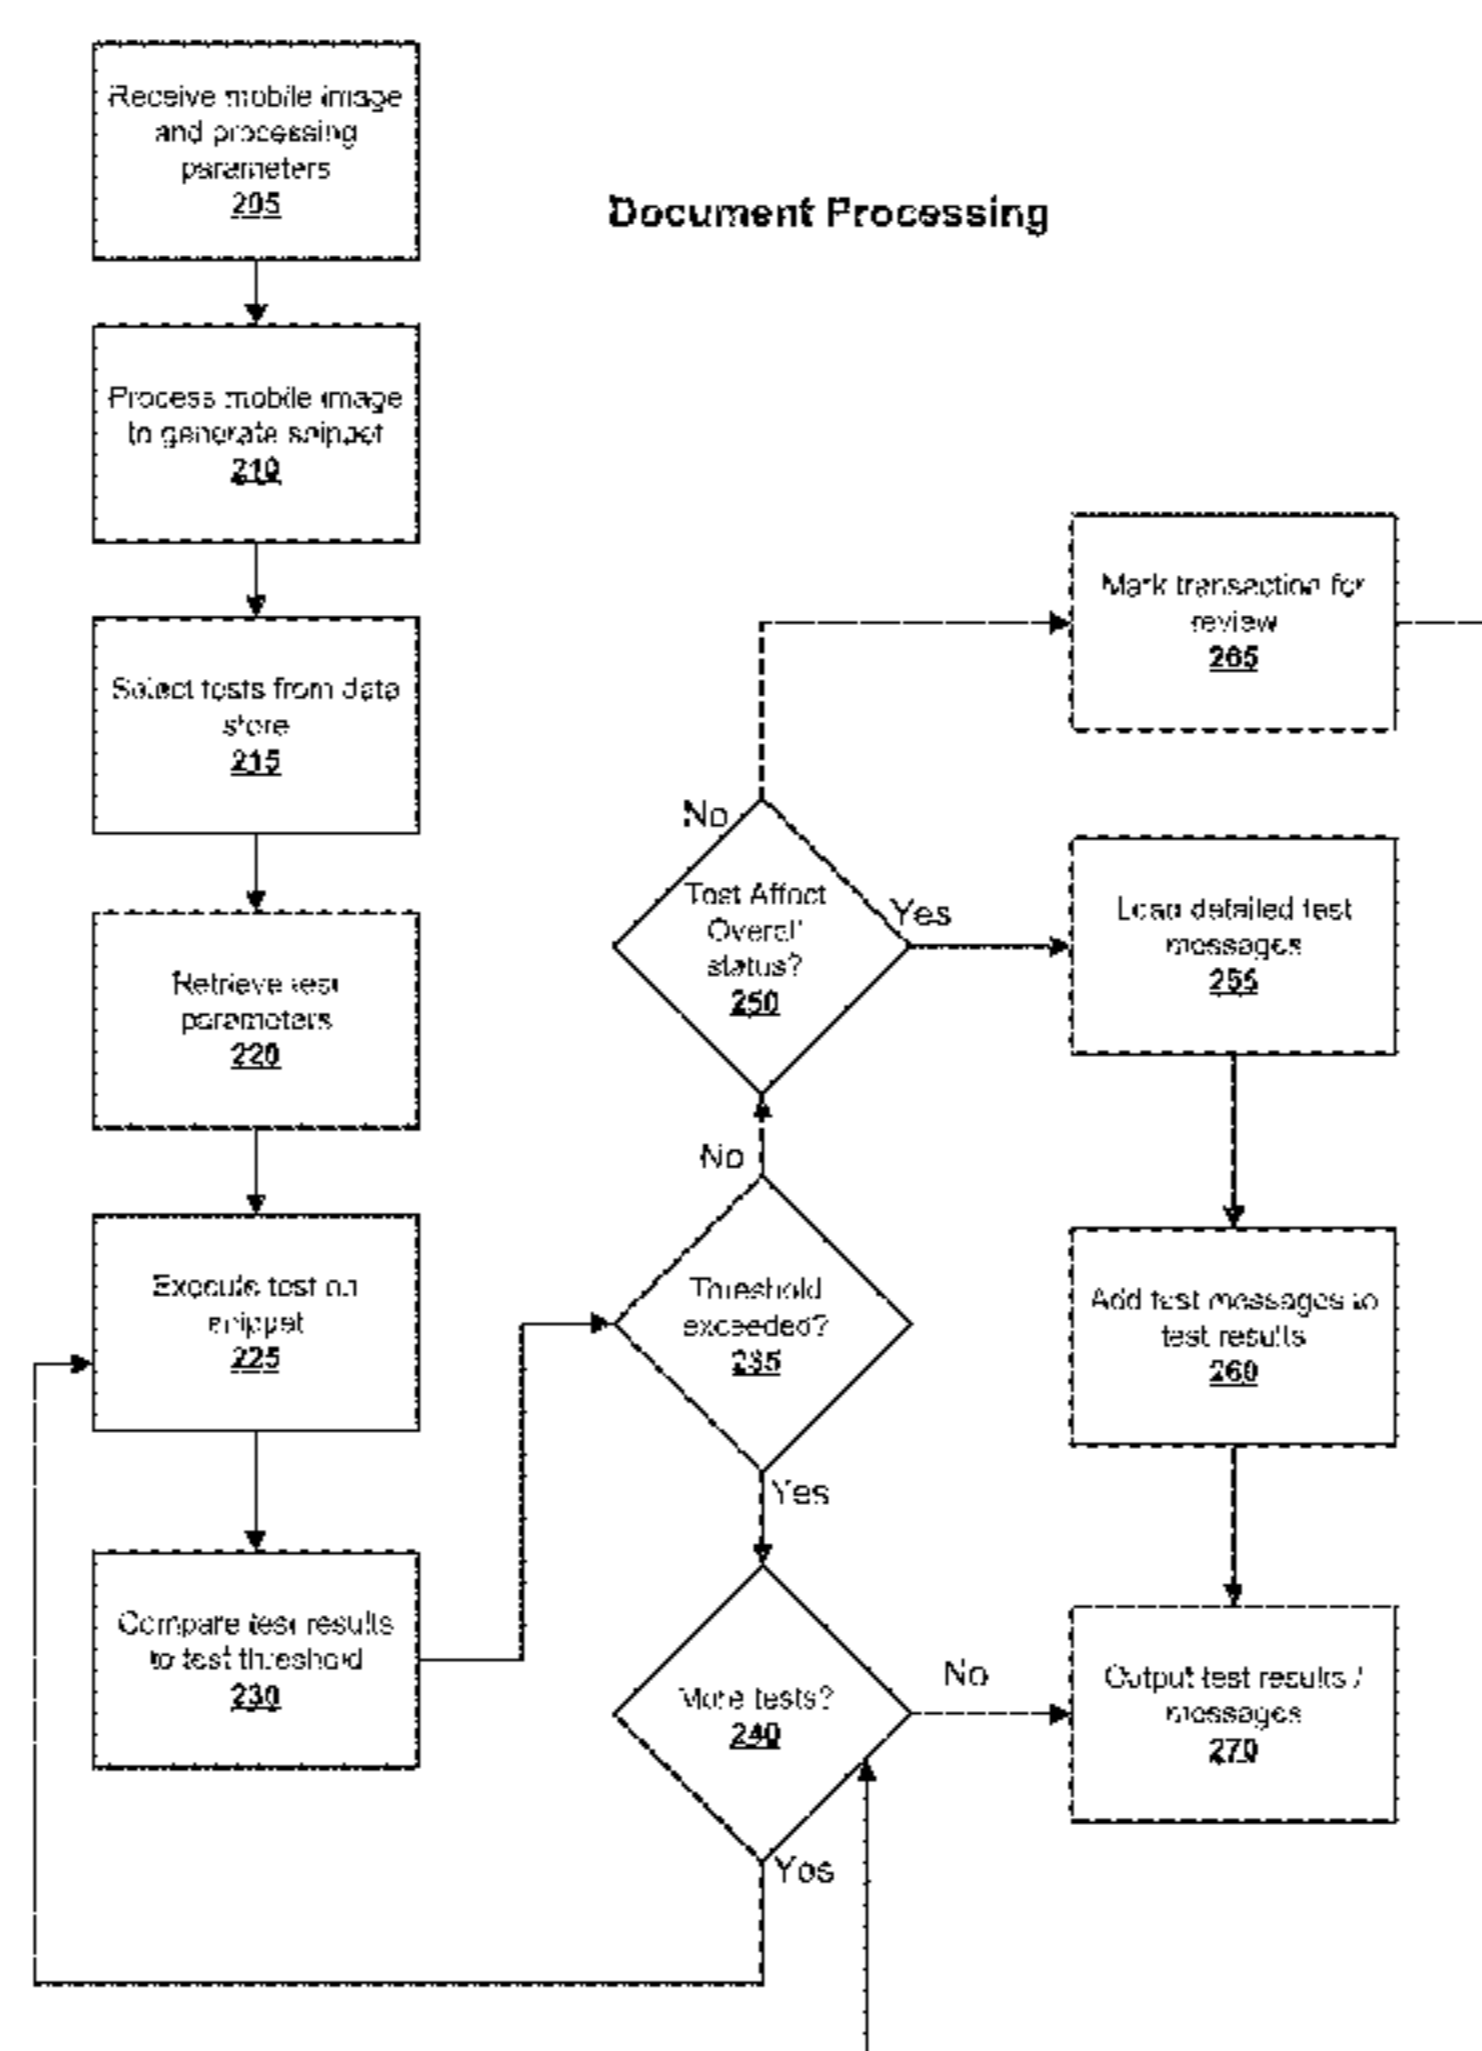 Receive mobile image
and processing
parameters
205
Document Processing
Process mobile image
to generate snippet
210
Select tests from data
store
215
Retrieve test
parameters
220
Execute test on
snippet
225
Compare test results
to test threshold
230
Threshold
exceeded?
235
No
Yes
More tests?
240
No
Yes
Test Affect
Overall
status?
250
No
Yes
Mark transaction for
review
265
Load detailed test
messages
255
Add test messages to
test results
260
Output test results /
messages
270